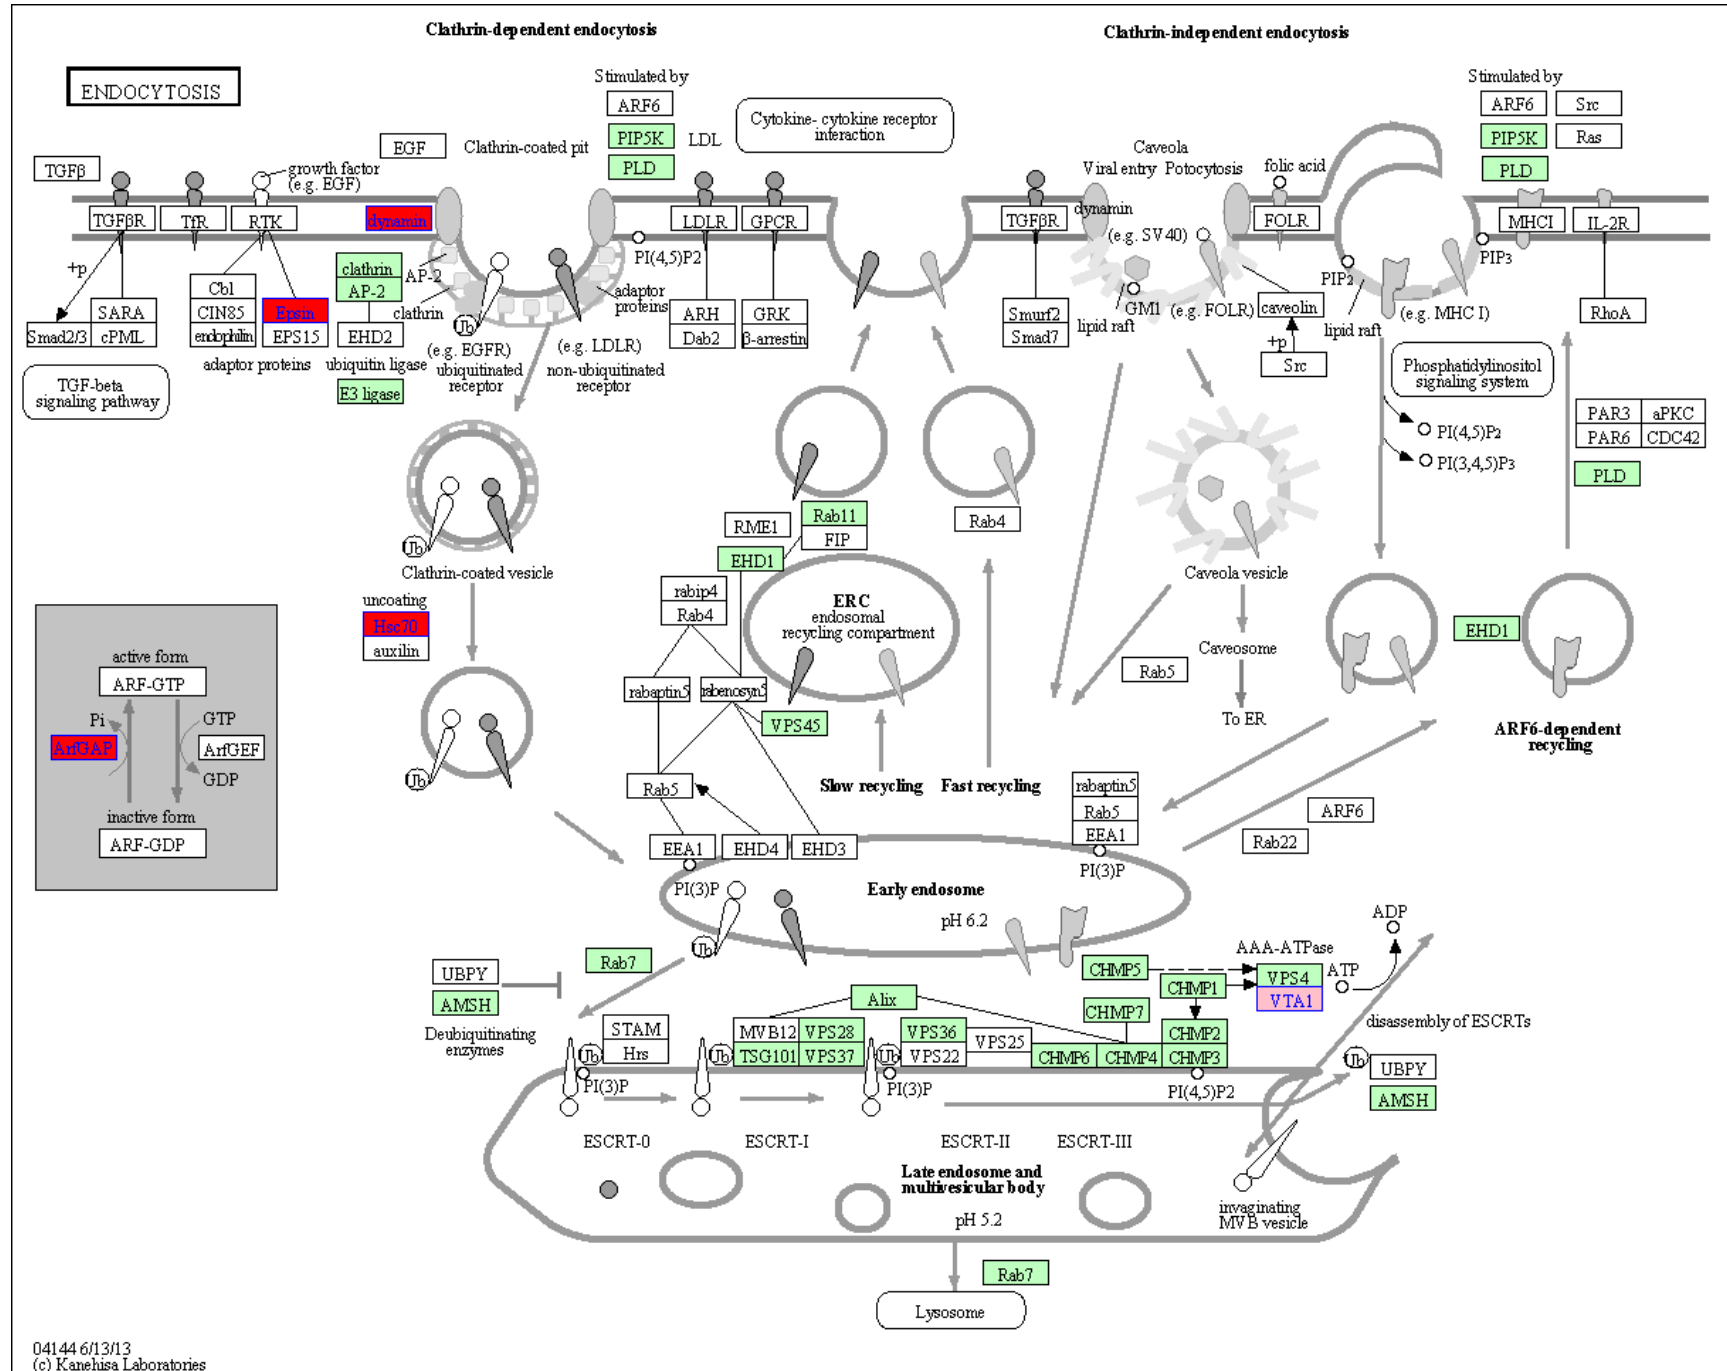 Clathrin-dependent endocytosis
Clathrin-independent endocytosis
ENDOCYTOSIS
Stimulated by
ARF6
PIP5K
LDL
PLD
Cytokine- cytokine receptor
interaction
Stimulated by
ARF6
Src
PIP5K
Ras
PLD
TGFβ
growth factor
(e.g. EGF)
EGF
Clathrin-coated pit
Caveola
Viral entry Potocytosis
folic acid
TGFβR
TfR
RTK
dynamin
LDLR
GPCR
TGFβR
dynamin
FOLR
MHCI
IL-2R
+p
SARA
Smad2/3
cPML
Cbl
CIN85
endophilin
Epsin
EPS15
adaptor proteins
clathrin
AP-2
EHD2
AP-2
clathrin
Ub
adaptor
proteins
PI(4,5)P2
ARH
Dab2
GRK
β-arrestin
Smurf2
Smad7
(e.g. SV40)
GM1
lipid raft
(e.g. FOLR)
caveolin
+p
Src
PIP2
lipid raft
(e.g. MHC I)
PIP3
RhoA
TGF-beta
signaling pathway
ubiquitin ligase
E3 ligase
(e.g. EGFR)
ubiquitinated
receptor
(e.g. LDLR)
non-ubiquitinated
receptor
Phosphatidylinositol
signaling system
PI(4,5)P2
PI(3,4,5)P3
PAR3
aPKC
PAR6
CDC42
PLD
Ub
Clathrin-coated vesicle
RME1
Rab11
FIP
EHD1
Rab4
Caveola vesicle
uncoating
Hsc70
auxilin
rabip4
Rab4
ERC
endosomal
recycling compartment
rabaptin5
rabenosyn5
VPS45
Caveosome
Rab5
To ER
EHD1
ARF6-dependent
recycling
active form
ARF-GTP
Pi
GTP
ArfGAP
ArfGEF
GDP
inactive form
ARF-GDP
Ub
Rab5
Slow recycling
Fast recycling
rabaptin5
Rab5
EEA1
PI(3)P
ARF6
Rab22
EEA1
EHD4
EHD3
PI(3)P
Early endosome
pH 6.2
Ub
Rab7
UBPY
AMSH
Deubiquitinating
enzymes
Alix
CHMP5
CHMP1
CHMP7
AAA-ATPase
VPS4
VTA1
ATP
ADP
disassembly of ESCRTs
STAM
Hrs
Ub
PI(3)P
MVB12
VPS28
TSG101
VPS37
Ub
VPS36
VPS22
VPS25
Ub
PI(3)P
CHMP6
CHMP4
CHMP2
CHMP3
PI(4,5)P2
Ub
UBPY
AMSH
ESCRT-0
ESCRT-I
ESCRT-II
ESCRT-III
Late endosome and
multivesicular body
pH 5.2
invaginating
MVB vesicle
Rab7
Lysosome
04144 6/13/13
(c) Kanehisa Laboratories